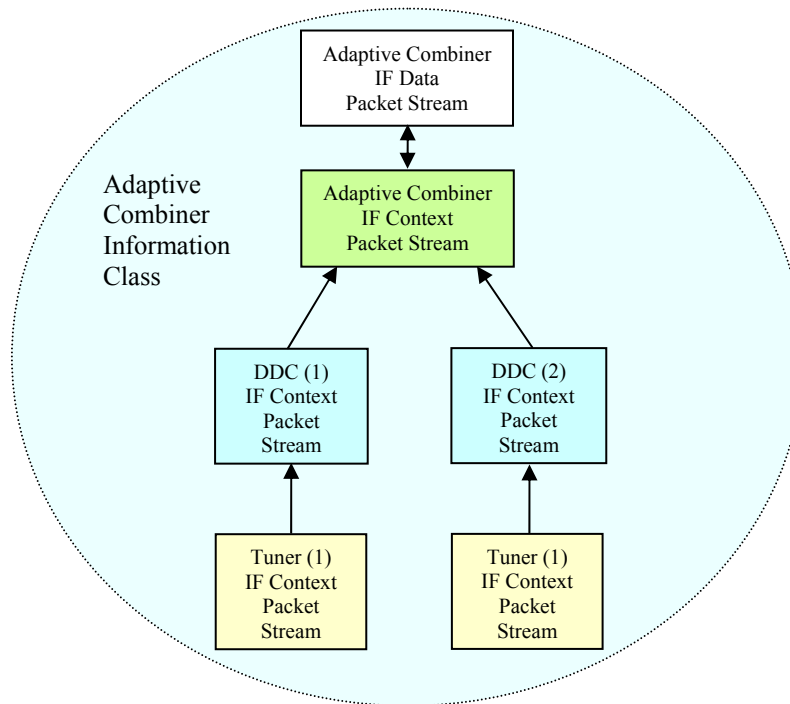 Adaptive Combiner
IF Data
Packet Stream
Adaptive Combiner
IF Context
Packet Stream
Adaptive
Combiner
Information
Class
DDC (1)
IF Context
Packet
Stream
DDC (2)
IF Context
Packet
Stream
Tuner (1)
IF Context
Packet
Stream
Tuner (1)
IF Context
Packet
Stream